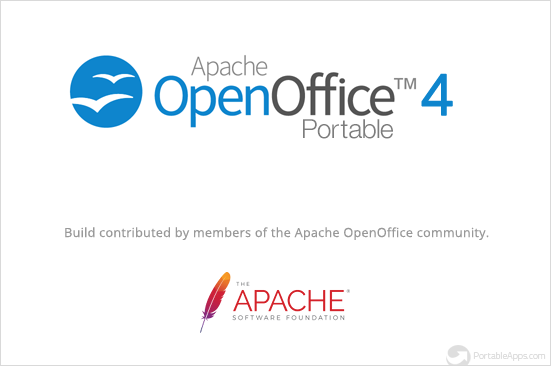 Apache
OpenOffice™ 4
Portable
Build contributed by members of the Apache OpenOffice community.
THE
APACHE®
SOFTWARE FOUNDATION
PortableApps.com